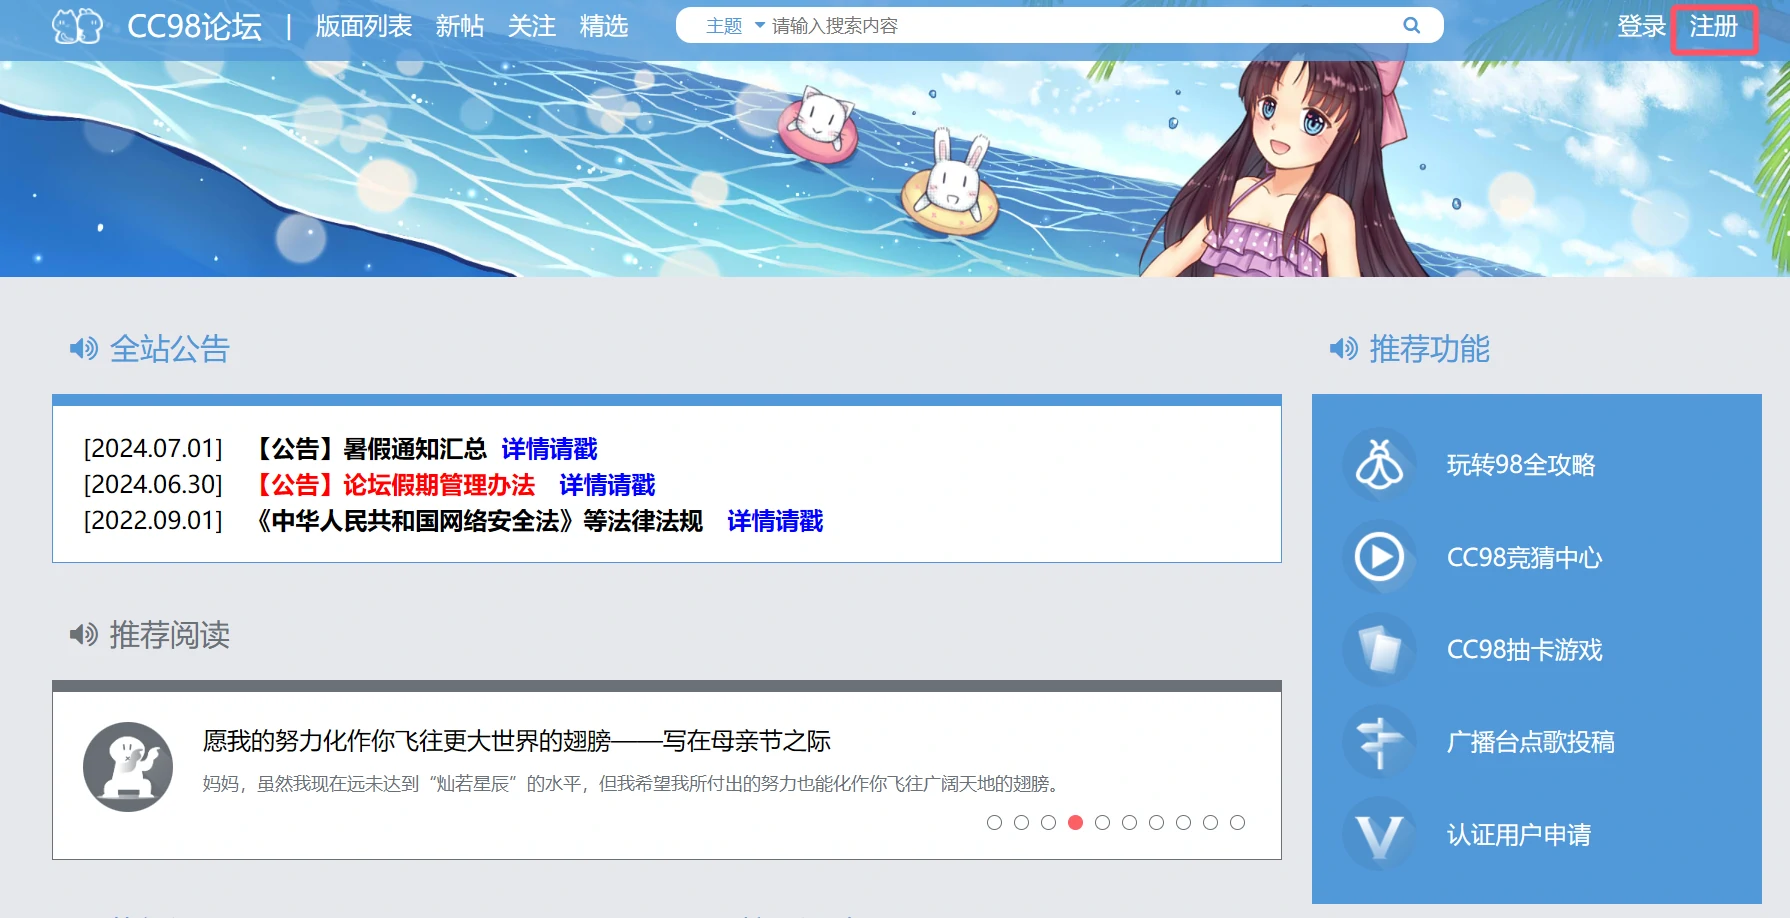 CC98论坛 | 版面列表 新帖 关注 精选 主题 请输入搜索内容 登录 注册
全站公告
[2024.07.01] 【公告】暑假通知汇总 详情请戳
[2024.06.30] 【公告】论坛假期管理办法 详情请戳
[2022.09.01] 《中华人民共和国网络安全法》等法律法规 详情请戳
推荐阅读
愿我的努力化作你飞往更大世界的翅膀——写在母亲节之际
妈妈，虽然我现在远未达到“灿若星辰”的水平，但我希望我所付出的努力也能化作你飞往广阔天地的翅膀。
推荐功能
玩转98全攻略
CC98竞猜中心
CC98抽卡游戏
广播台点歌投稿
认证用户申请